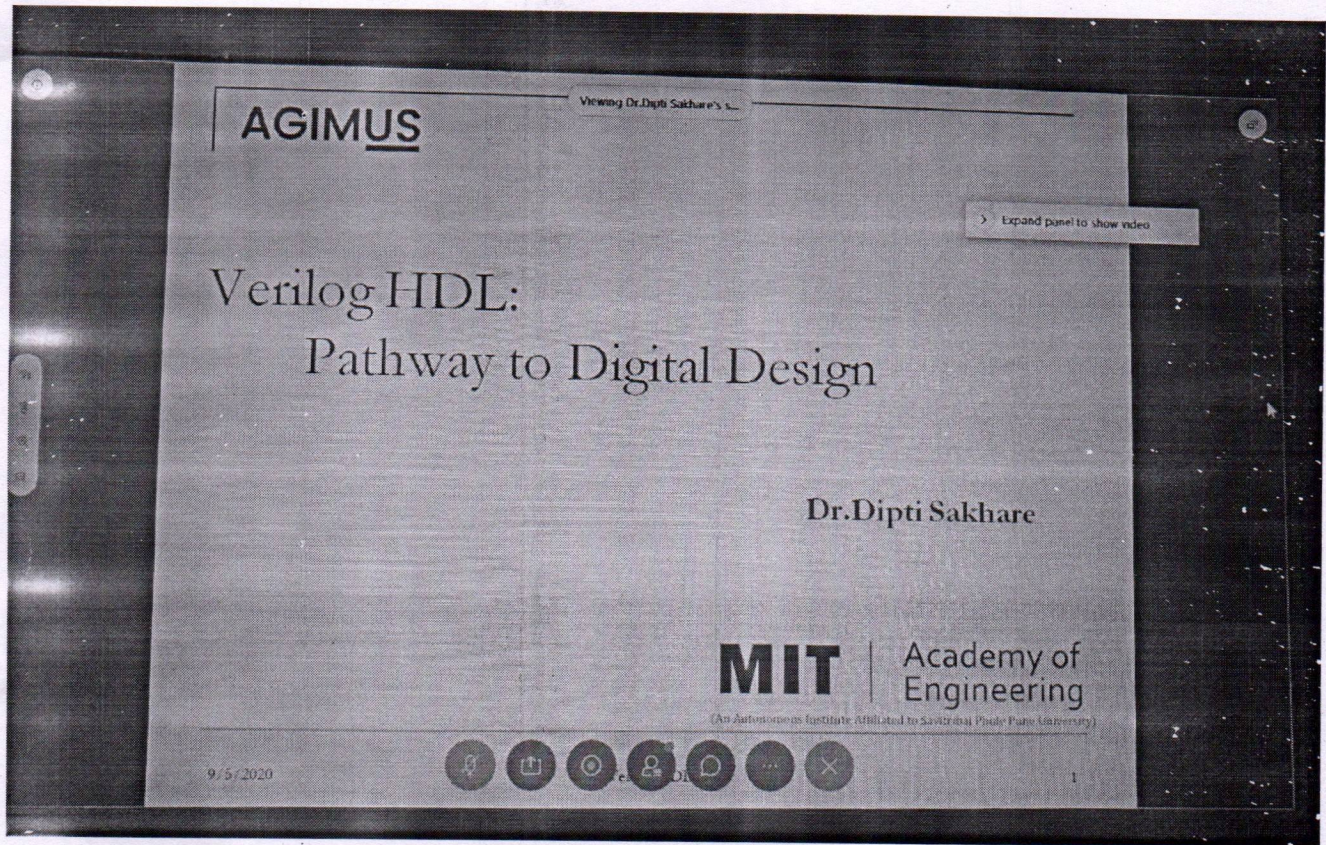 Viewing Dr.Dipti Sakhare's s...
AGIMUS
Expand panel to show video
Verilog HDL:
Pathway to Digital Design
Dr.Dipti Sakhare
MIT
Academy of
Engineering
(An Autonomous Institute Affiliated to Savitribai Phule Pune University)
9/5/2020
1